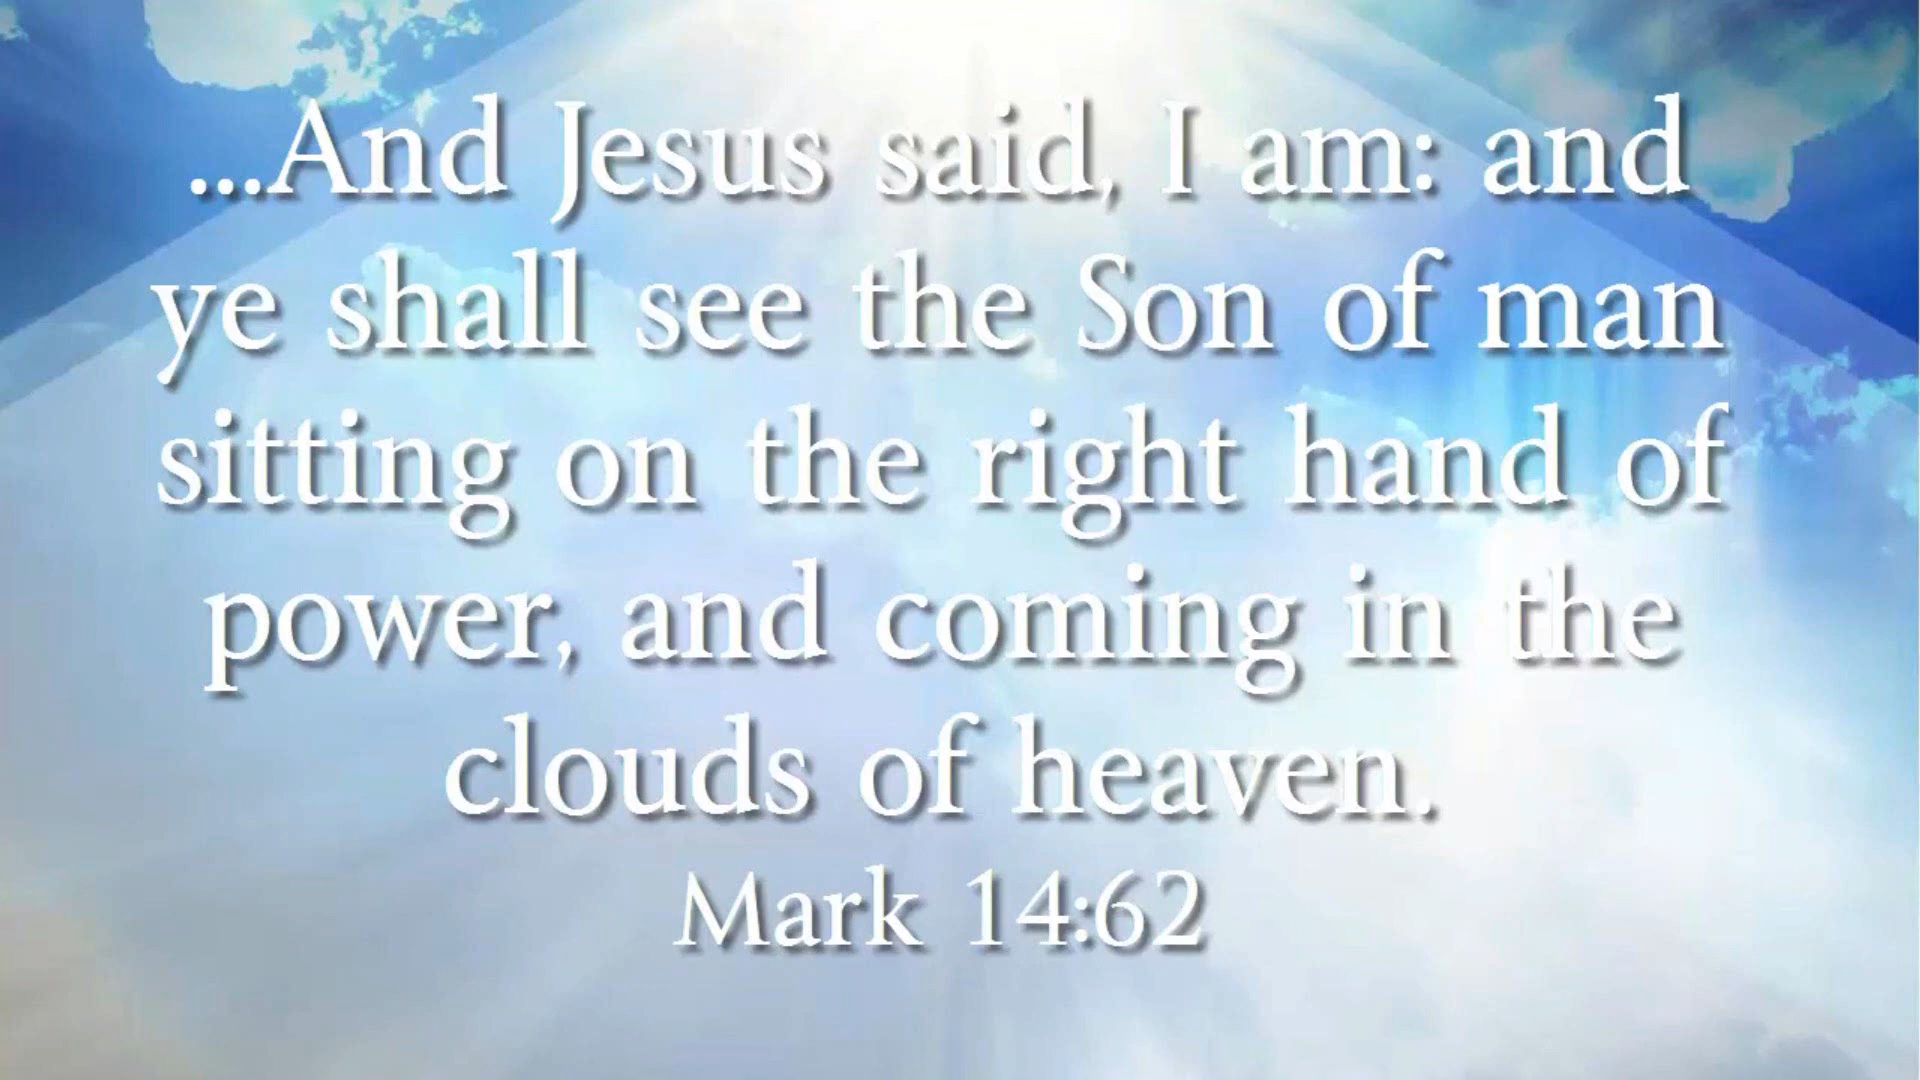 ...And Jesus said, I am: and
ye shall see the Son of man
sitting on the right hand of
power, and coming in the
clouds of heaven.
Mark 14:62